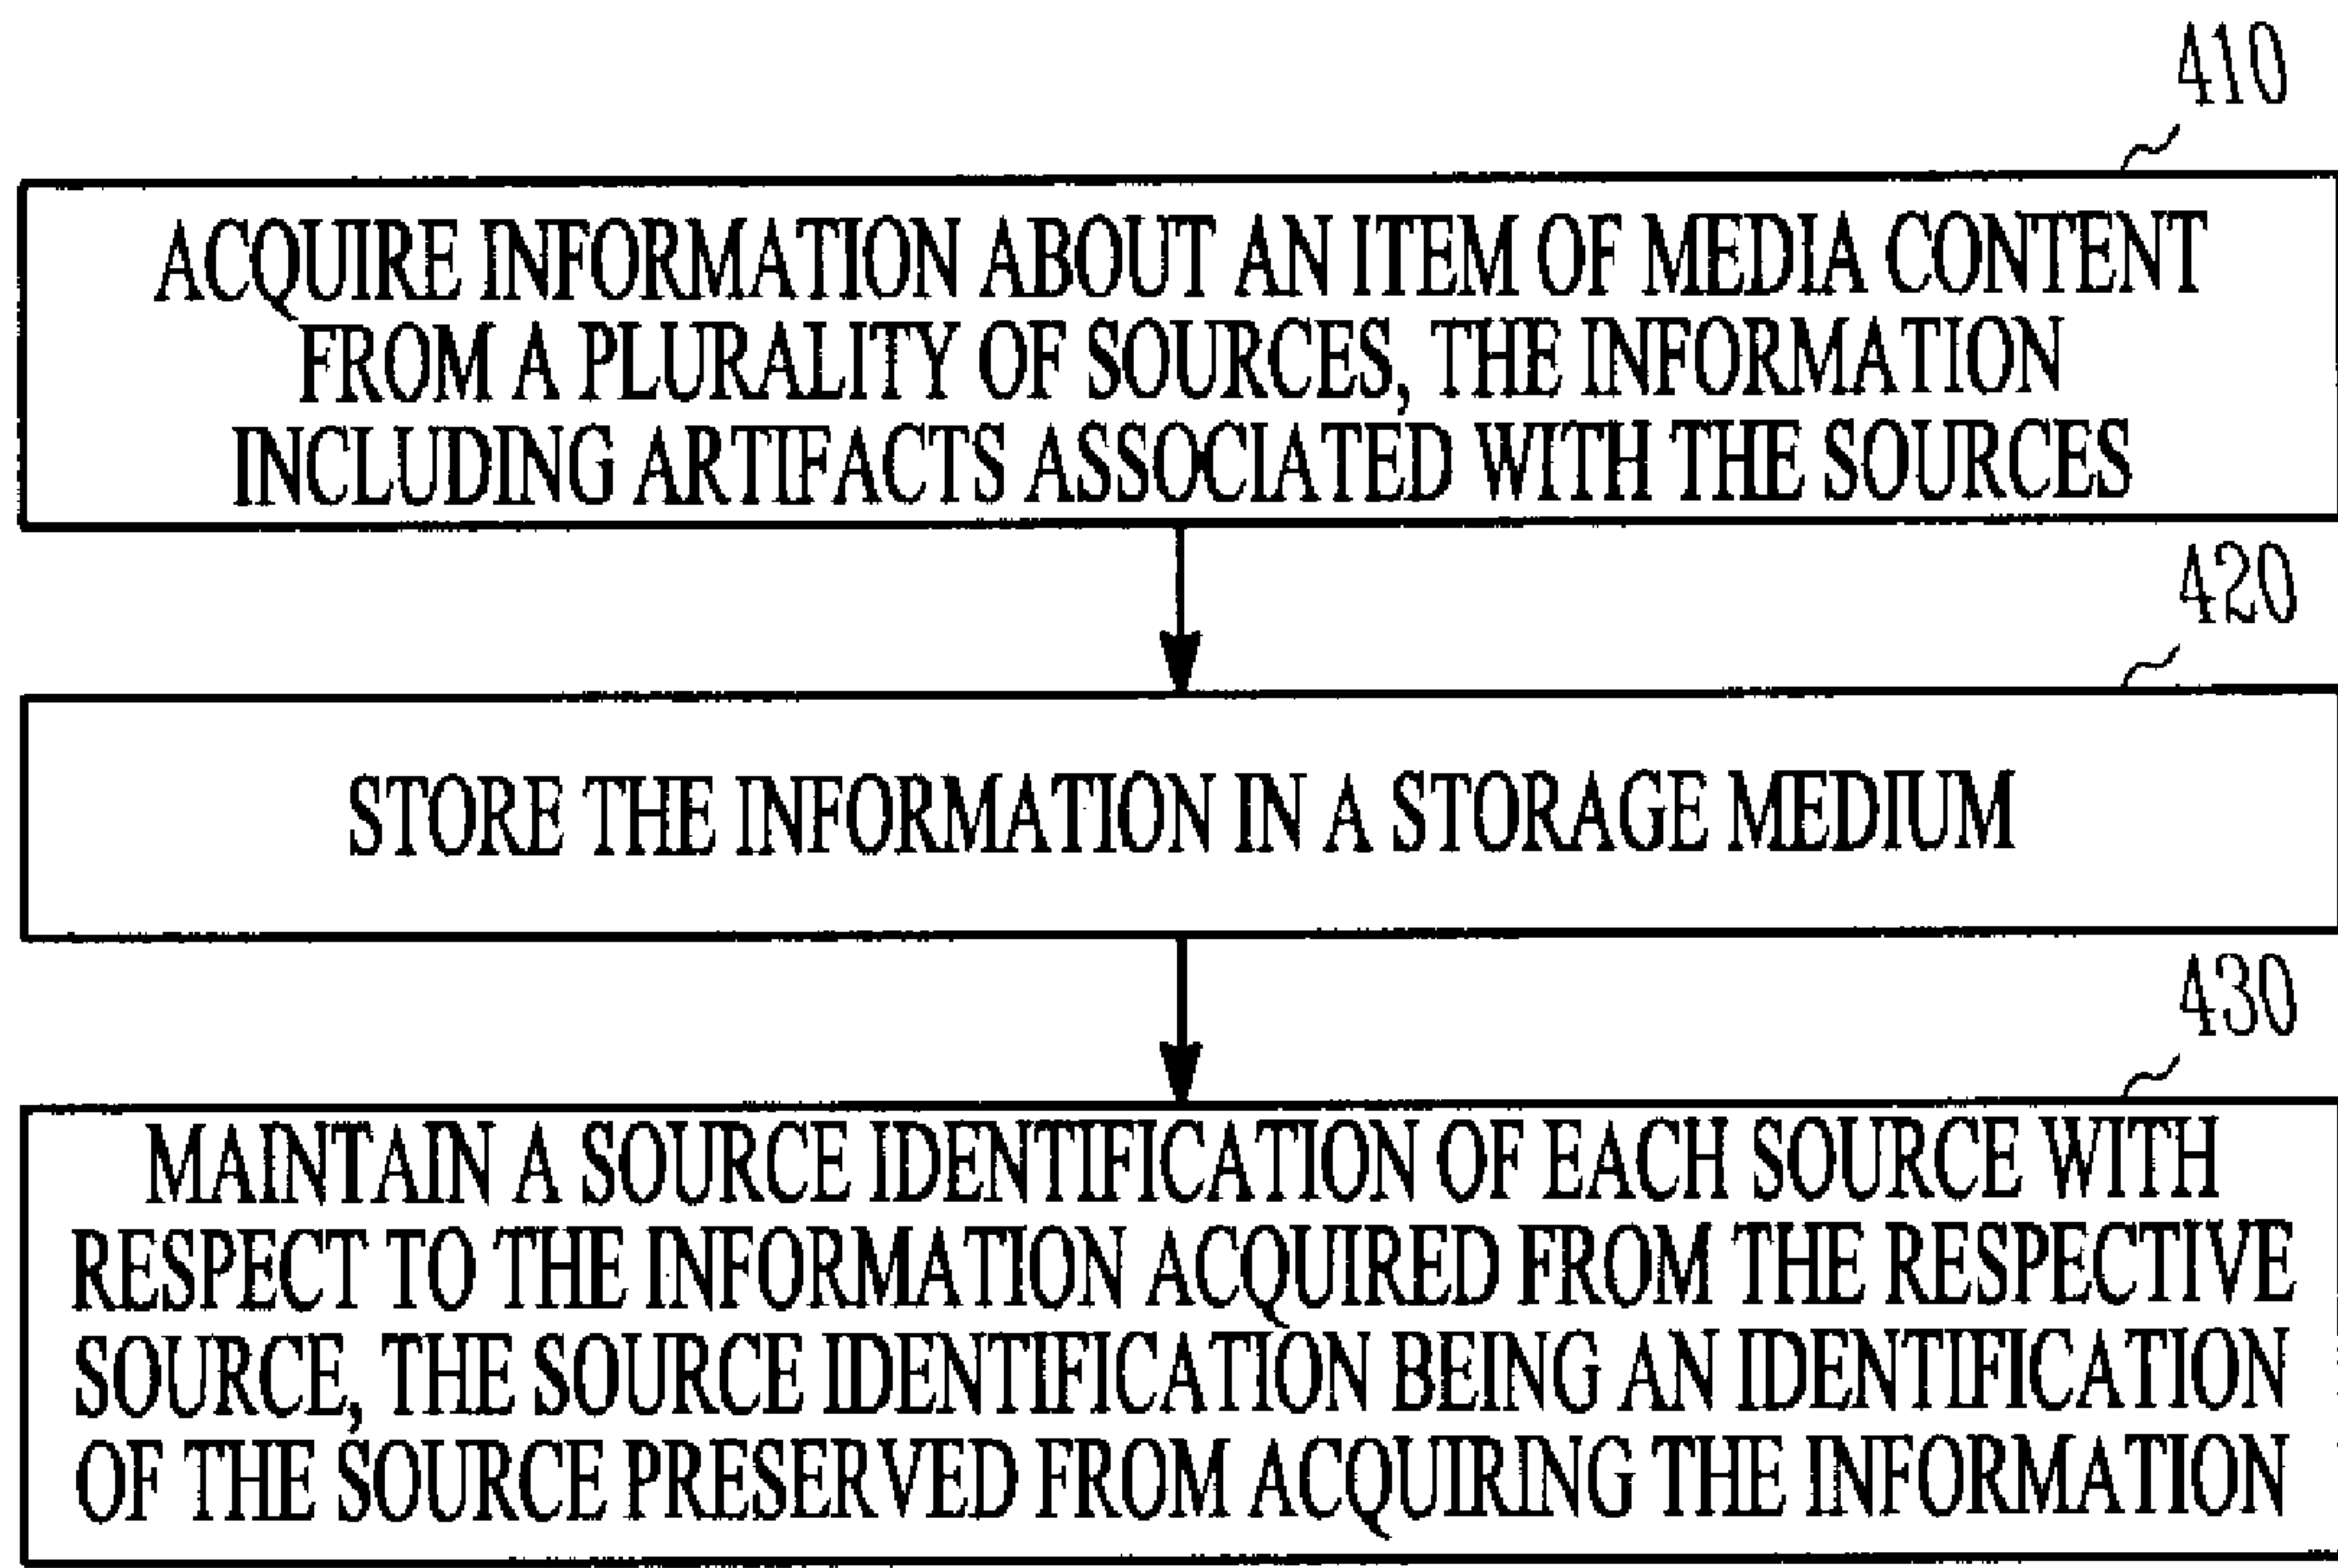 410
ACQUIRE INFORMATION ABOUT AN ITEM OF MEDIA CONTENT
FROM A PLURALITY OF SOURCES, THE INFORMATION
INCLUDING ARTIFACTS ASSOCIATED WITH THE SOURCES
420
STORE THE INFORMATION IN A STORAGE MEDIUM
430
MAINTAIN A SOURCE IDENTIFICATION OF EACH SOURCE WITH
RESPECT TO THE INFORMATION ACQUIRED FROM THE RESPECTIVE
SOURCE, THE SOURCE IDENTIFICATION BEING AN IDENTIFICATION
OF THE SOURCE PRESERVED FROM ACQUIRING THE INFORMATION